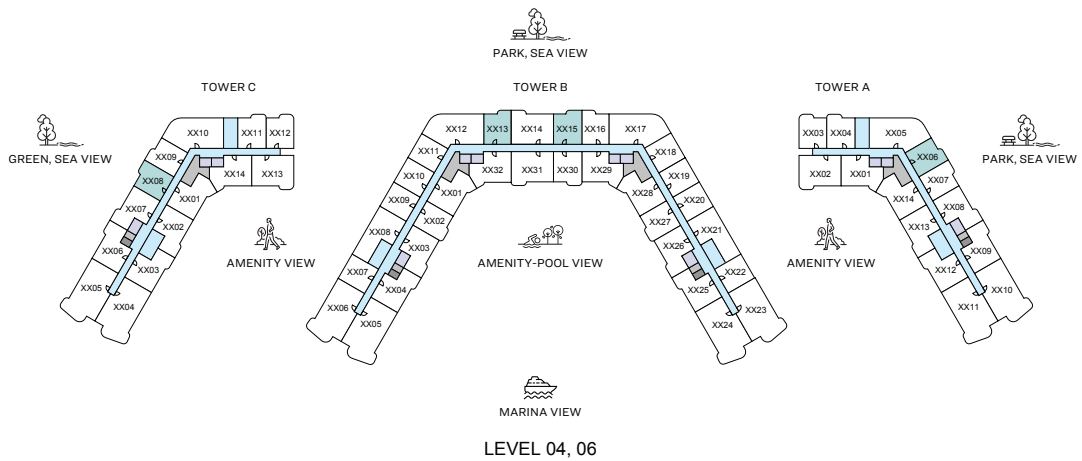 PARK, SEA VIEW
TOWER C
TOWER B
TOWER A
GREEN, SEA VIEW
PARK, SEA VIEW
XX10
XX11
XX12
XX09
XX08
XX07
XX06
XX05
XX04
XX03
XX02
XX01
XX14
XX13
XX12
XX13
XX14
XX15
XX16
XX17
XX11
XX10
XX09
XX08
XX07
XX06
XX05
XX04
XX03
XX02
XX01
XX32
XX31
XX30
XX29
XX28
XX27
XX26
XX25
XX24
XX23
XX22
XX21
XX20
XX19
XX18
XX03
XX04
XX05
XX06
XX07
XX08
XX09
XX10
XX11
XX12
XX13
XX14
XX01
XX02
AMENITY VIEW
AMENITY-POOL VIEW
AMENITY VIEW
MARINA VIEW
LEVEL 04, 06